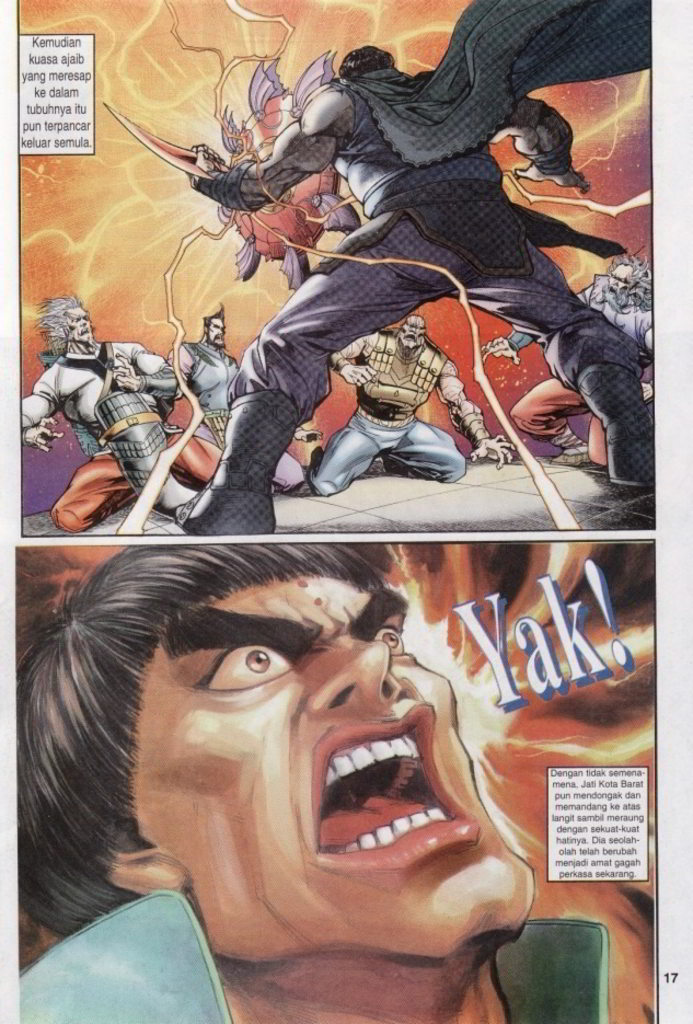 Kemudian
kuasa ajaib
yang meresap
ke dalam
tubuhnya itu
pun terpancar
keluar semula.
Yak!
Dengan tidak semena-
mena, Jati Kota Barat
pun mendongak dan
memandang ke atas
langit sambil meraung
dengan sekuat-kuat
hatinya. Dia seolah-
olah telah berubah
menjadi amat gagah
perkasa sekarang.
17